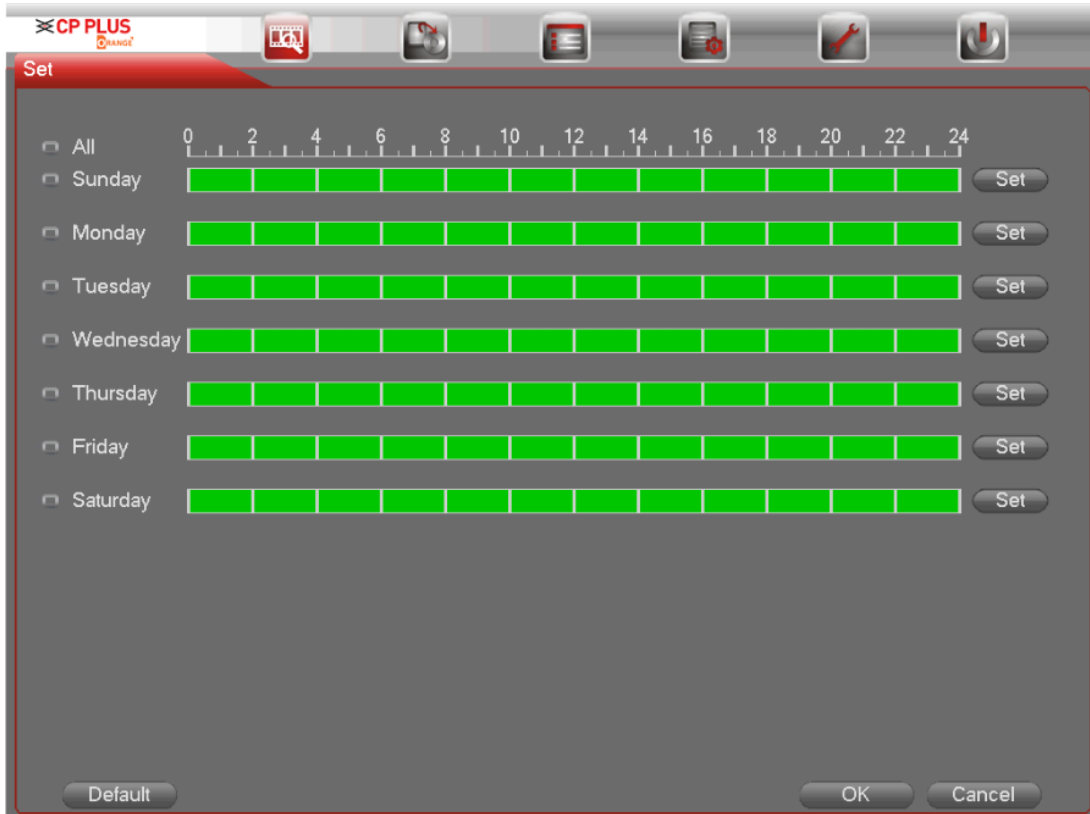 CP PLUS
ORANGE
Set
All 0 2 4 6 8 10 12 14 16 18 20 22 24
Sunday Set
Monday Set
Tuesday Set
Wednesday Set
Thursday Set
Friday Set
Saturday Set
Default OK Cancel